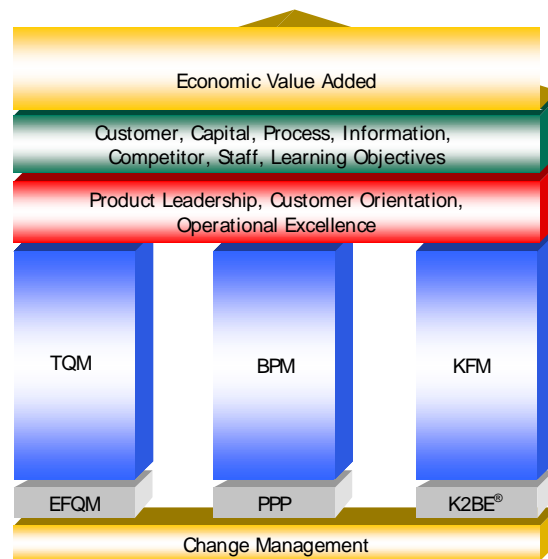 Economic Value Added
Customer, Capital, Process, Information,
Competitor, Staff, Learning Objectives
Product Leadership, Customer Orientation,
Operational Excellence
TQM
BPM
KFM
EFQM
PPP
K2BE®
Change Management